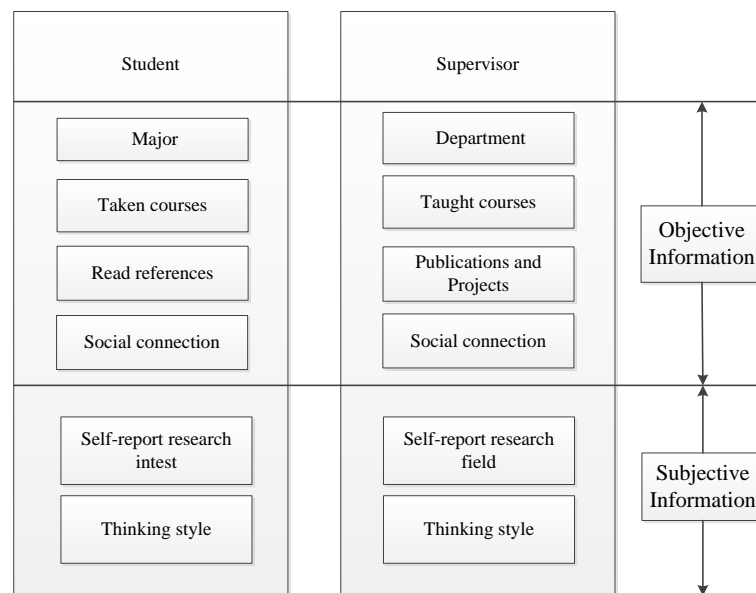 Student
Supervisor
Major
Department
Taken courses
Taught courses
Objective
Information
Read references
Publications and
Projects
Social connection
Social connection
Self-report research
intest
Self-report research
field
Subjective
Information
Thinking style
Thinking style